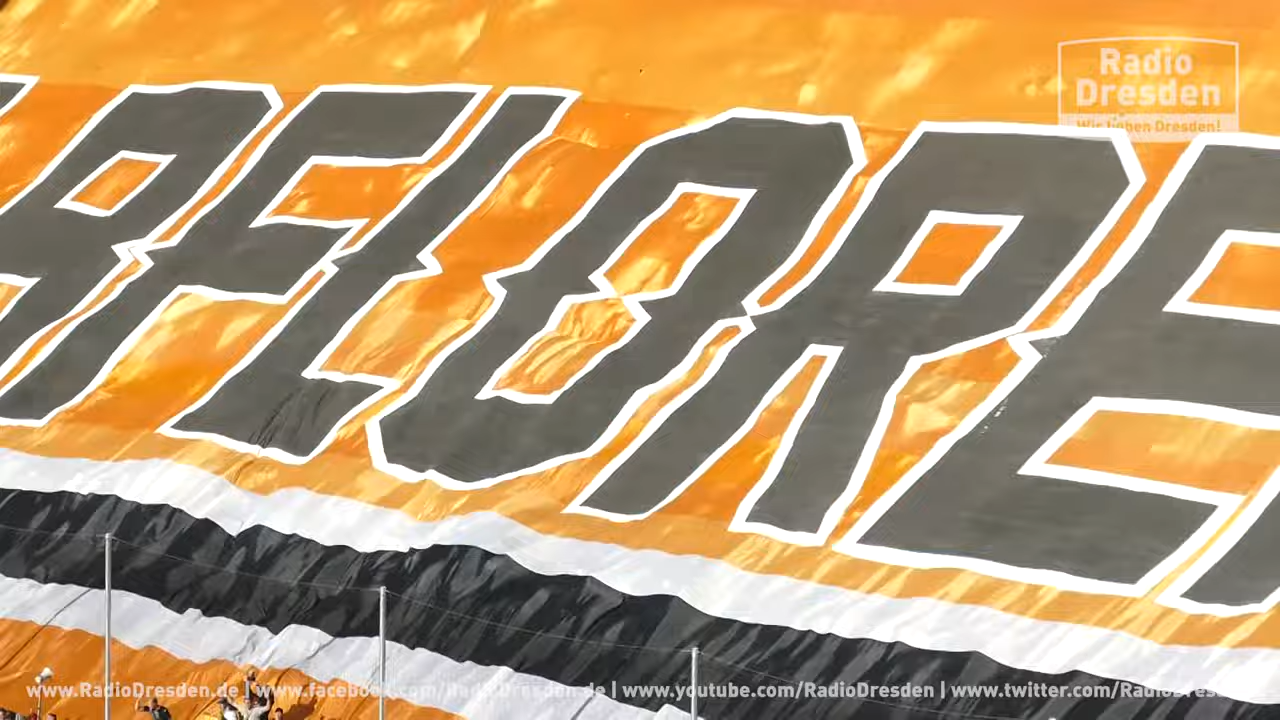 Radio
Dresden
Wir lieben Dresden!
AFLORE
www.RadioDresden.de | www.facebook.com/RadioDresden.de | www.youtube.com/RadioDresden | www.twitter.com/RadioDresden